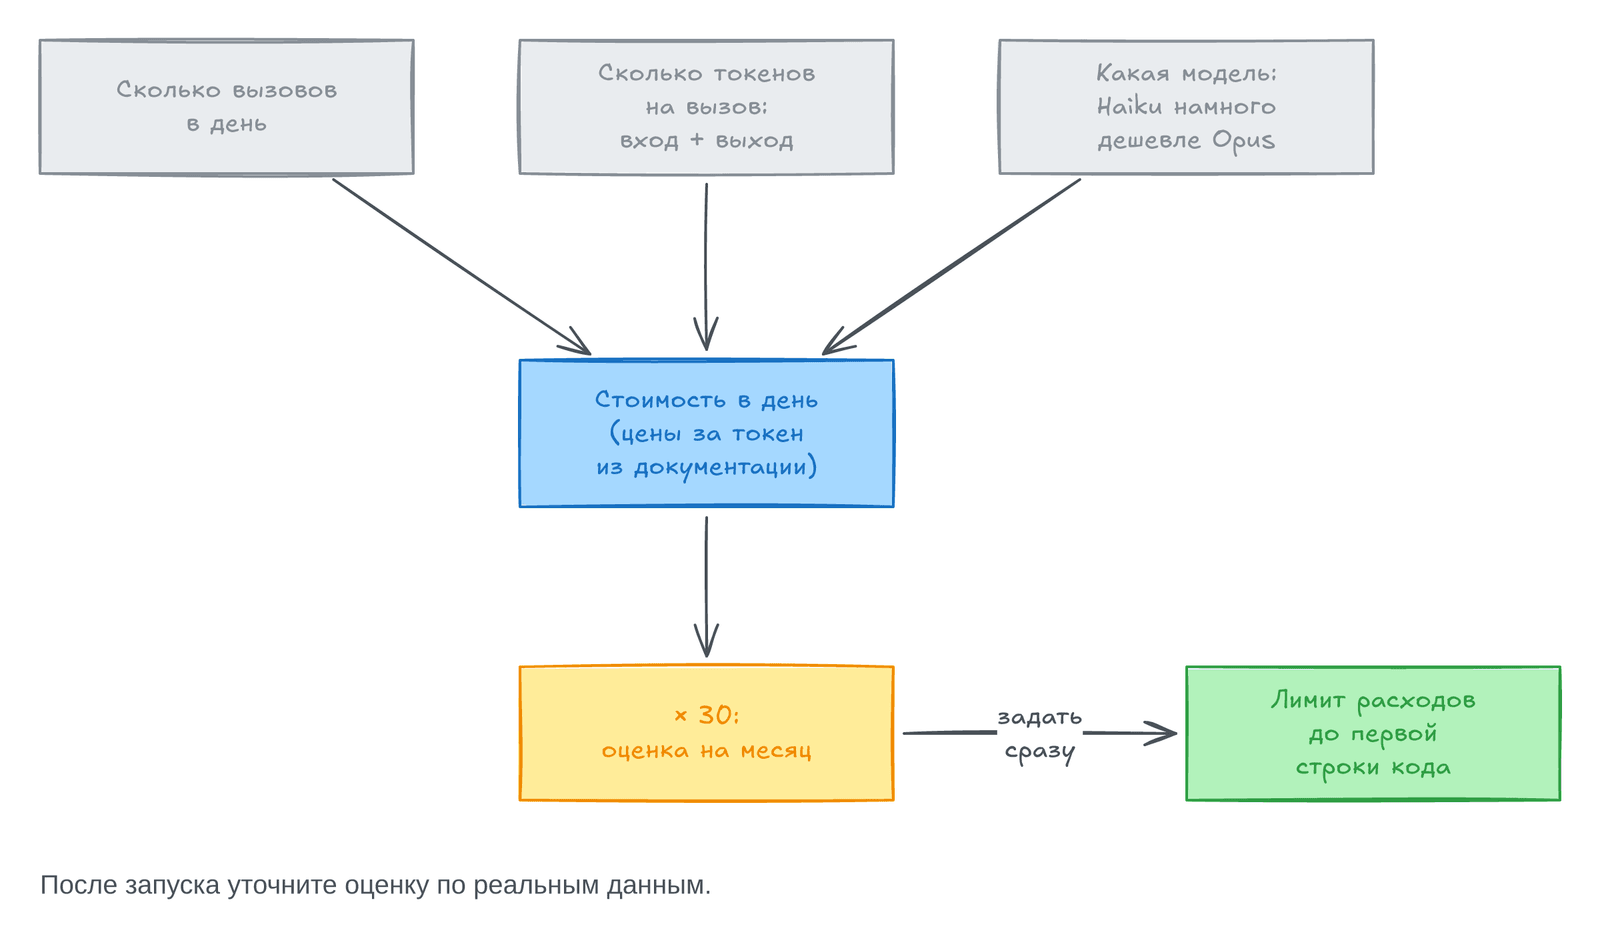 Сколько вызовов
в день
Сколько токенов
на вызов:
вход + выход
Какая модель:
Haiku намного
дешевле Opus
Стоимость в день
(цены за токен
из документации)
× 30:
оценка на месяц
задать
сразу
Лимит расходов
до первой
строки кода
После запуска уточните оценку по реальным данным.